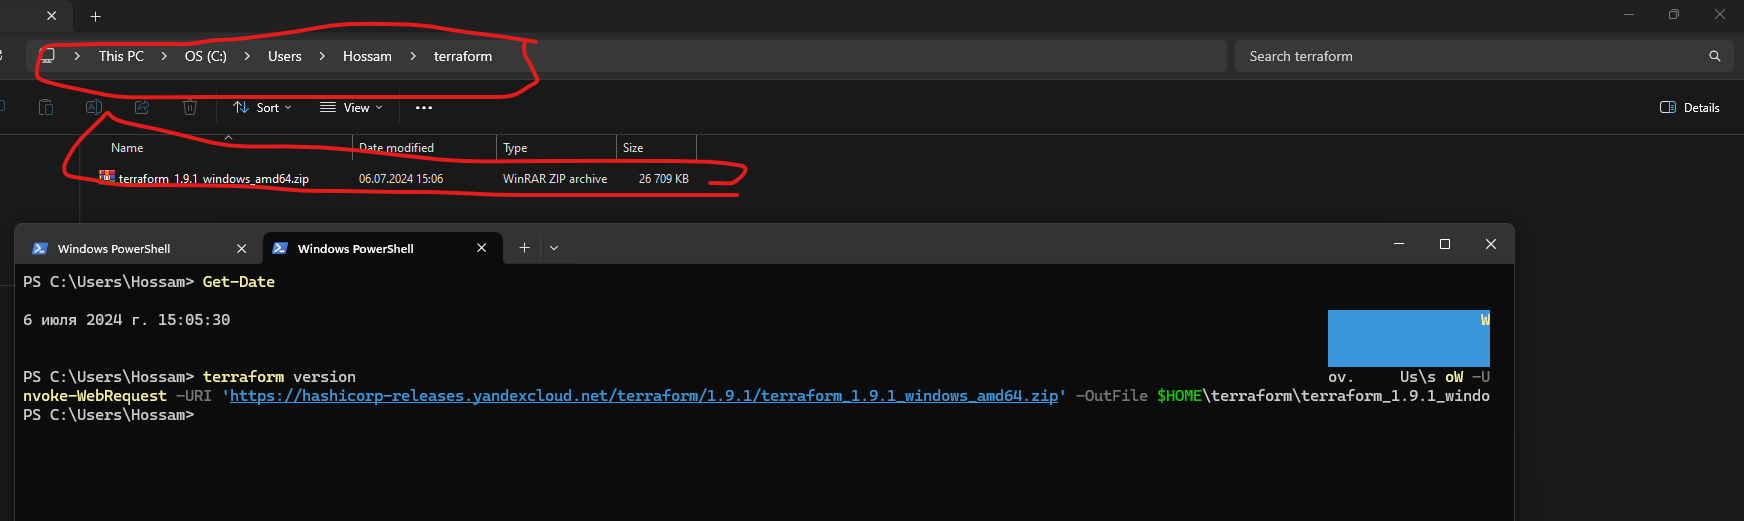 This PC > OS (C:) > Users > Hossam > terraform
Search terraform
Sort
View
Details
Name
Date modified
Type
Size
terraform_1.9.1_windows_amd64.zip
06.07.2024 15:06
WinRAR ZIP archive
26 709 KB
Windows PowerShell
Windows PowerShell
PS C:\Users\Hossam> Get-Date
6 июля 2024 г. 15:05:30
W
PS C:\Users\Hossam> terraform version
ov. Us\s oW -U
nvoke-WebRequest -URI 'https://hashicorp-releases.yandexcloud.net/terraform/1.9.1/terraform_1.9.1_windows_amd64.zip' -OutFile $HOME\terraform\terraform_1.9.1_windo
PS C:\Users\Hossam>